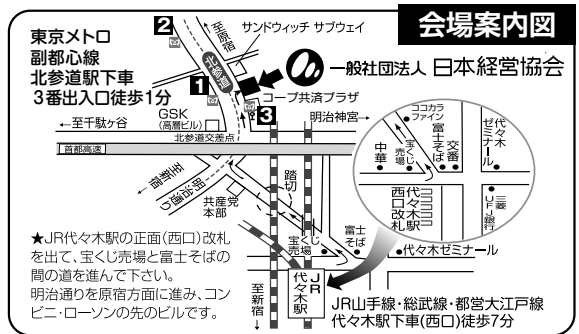 会場案内図
東京メトロ
副都心線
北参道駅下車
3番出入口徒歩1分
2
至原宿
サンドウィッチ サブウェイ
北参道
一般社団法人 日本経営協会
1
コープ共済プラザ
3
GSK
(高層ビル)
←至千駄ヶ谷
明治神宮→
北参道交差点
首都高速
至新宿
明治通り
共産党
本部
踏切
ココカラ
ファイン
中華
宝くじ
売場
富士そば
交番
代々木
ゼミナール
代々木駅
西口改札
三菱
UFJ銀行
★JR代々木駅の正面(西口)改札
を出て、宝くじ売場と富士そばの
間の道を進んで下さい。
明治通りを原宿方面に進み、コン
ビニ・ローソンの先のビルです。
宝くじ
売場
富士
そば
代々木ゼミナール
JR
代々木駅
至新宿
JR山手線・総武線・都営大江戸線
代々木駅下車(西口)徒歩7分